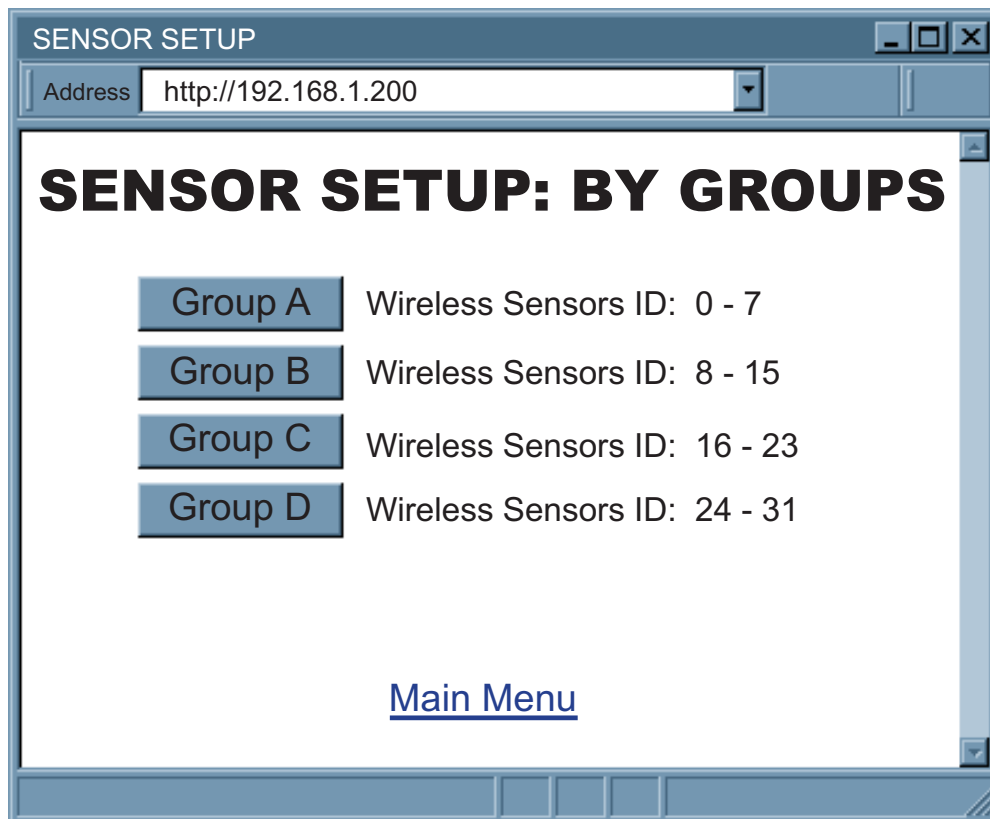 SENSOR SETUP
Address http://192.168.1.200
SENSOR SETUP: BY GROUPS
Group A Wireless Sensors ID: 0 - 7
Group B Wireless Sensors ID: 8 - 15
Group C Wireless Sensors ID: 16 - 23
Group D Wireless Sensors ID: 24 - 31
Main Menu